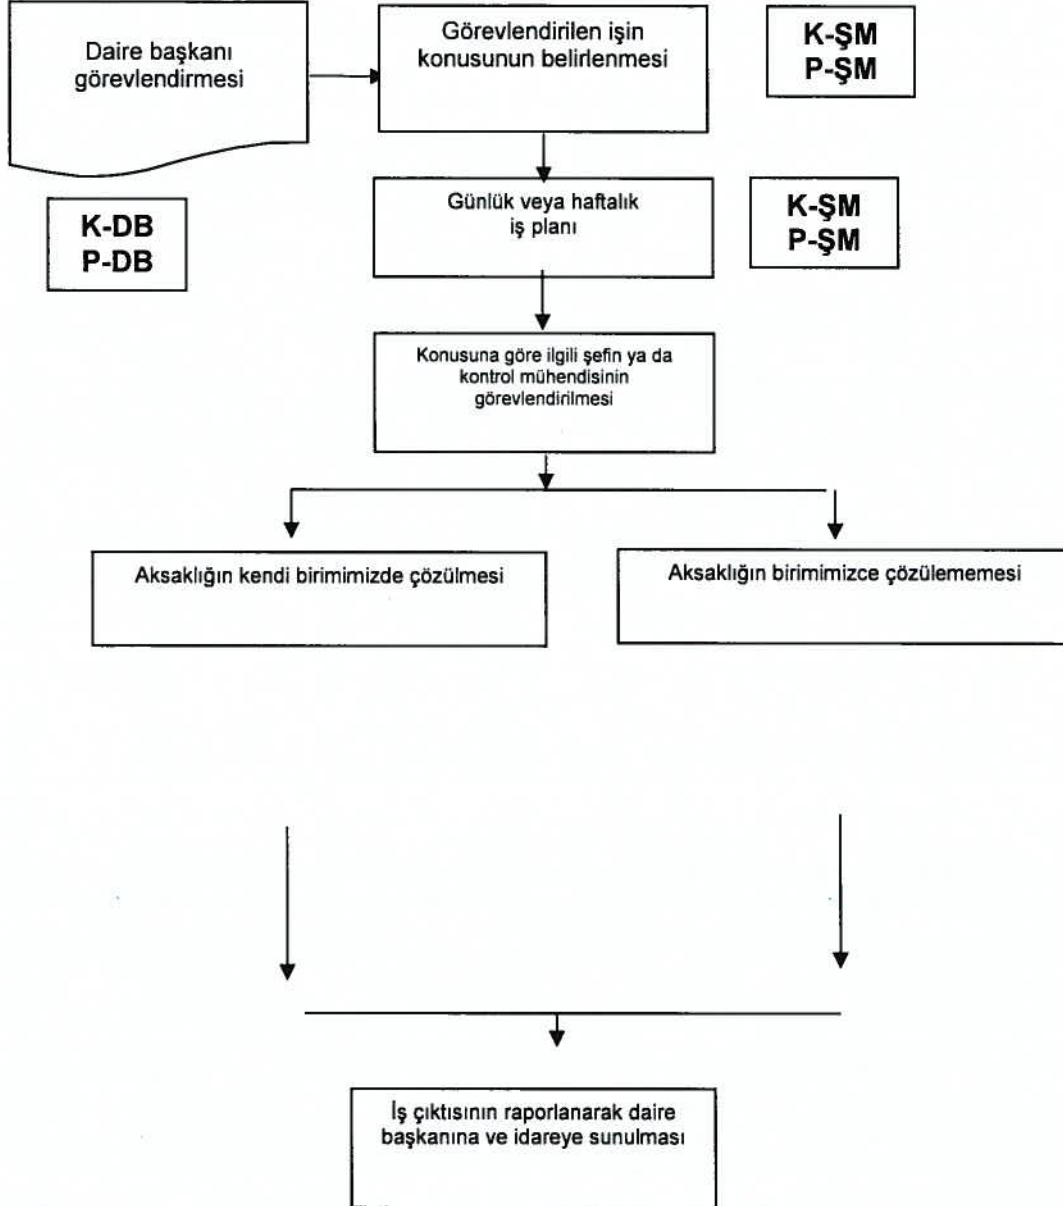 Daire başkanı
görevlendirmesi
Görevlendirilen işin
konusunun belirlenmesi
K-ŞM
P-ŞM
K-DB
P-DB
Günlük veya haftalık
iş planı
K-ŞM
P-ŞM
Konusuna göre ilgili şefin ya da
kontrol mühendisinin
görevlendirilmesi
Aksaklığın kendi birimimizde çözülmesi
Aksaklığın birimimizce çözülememesi
İş çıktısının raporlanarak daire
başkanına ve idareye sunulması